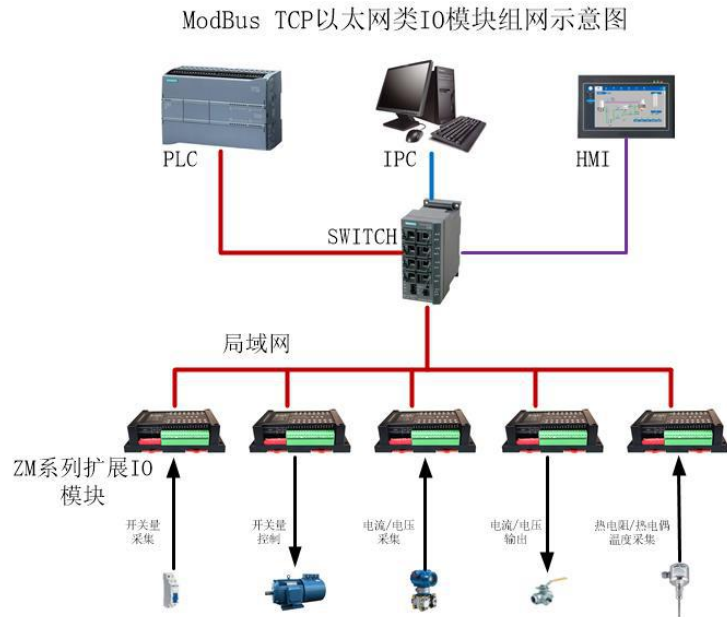 ModBus TCP以太网类IO模块组网示意图
PLC
IPC
HMI
SWITCH
局域网
ZM系列扩展IO
模块
开关量
采集
开关量
控制
电流/电压
采集
电流/电压
输出
热电阻/热电偶
温度采集